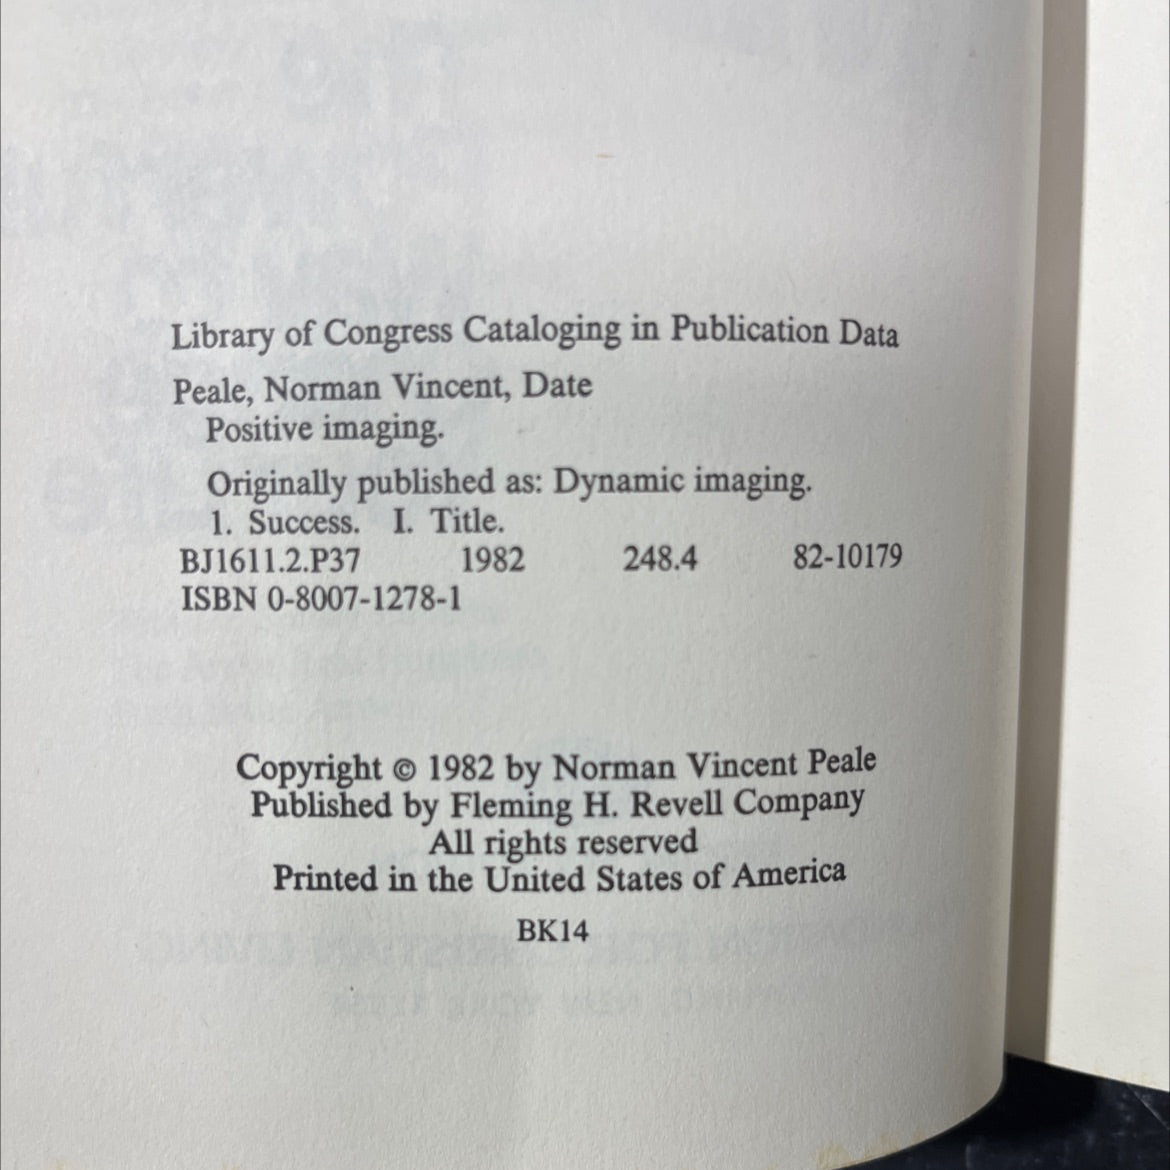 Library of Congress Cataloging in Publication Data
Peale, Norman Vincent, Date
Positive imaging.
Originally published as: Dynamic imaging.
1. Success. I. Title.
BJ1611.2.P37 1982 248.4 82-10179
ISBN 0-8007-1278-1
Copyright © 1982 by Norman Vincent Peale
Published by Fleming H. Revell Company
All rights reserved
Printed in the United States of America
BK14